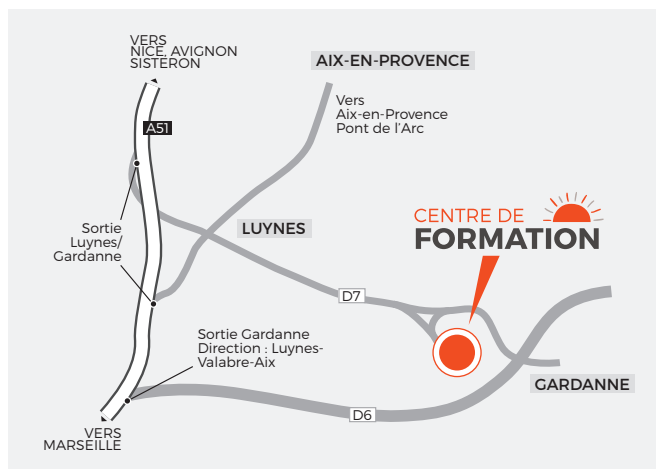 VERS
NICE, AVIGNON
SISTERON
AIX-EN-PROVENCE
Vers
Aix-en-Provence
Pont de l'Arc
A51
Sortie
Luynes/
Gardanne
LUYNES
CENTRE DE
FORMATION
D7
Sortie Gardanne
Direction : Luynes-
Valabre-Aix
GARDANNE
D6
VERS
MARSEILLE